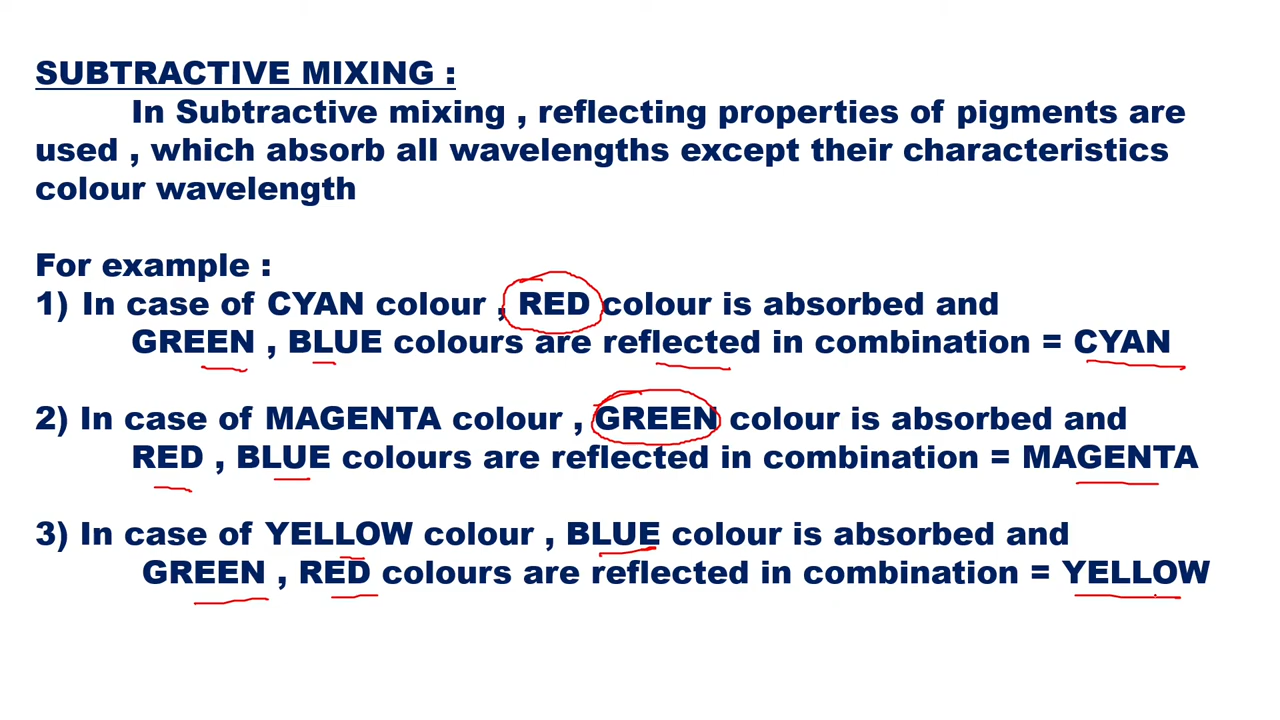 SUBTRACTIVE MIXING :
In Subtractive mixing , reflecting properties of pigments are
used , which absorb all wavelengths except their characteristics
colour wavelength
For example :
1) In case of CYAN colour , RED colour is absorbed and
GREEN , BLUE colours are reflected in combination = CYAN
2) In case of MAGENTA colour , GREEN colour is absorbed and
RED , BLUE colours are reflected in combination = MAGENTA
3) In case of YELLOW colour , BLUE colour is absorbed and
GREEN , RED colours are reflected in combination = YELLOW